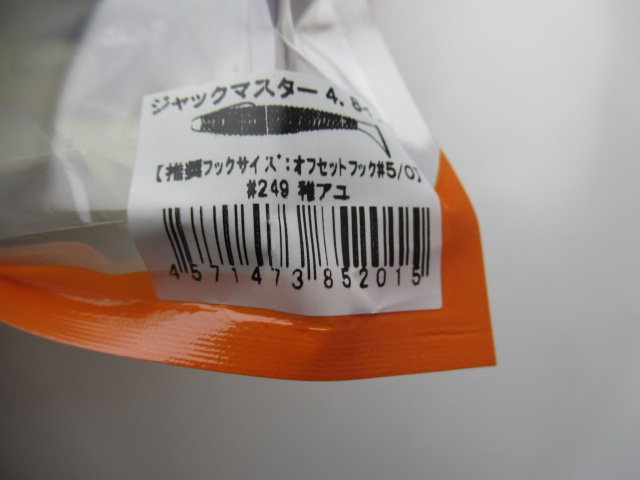 ジャックマスター 4.8
【推奨フックサイズ:オフセットフック#5/0】
#249 稚アユ
4571473852015